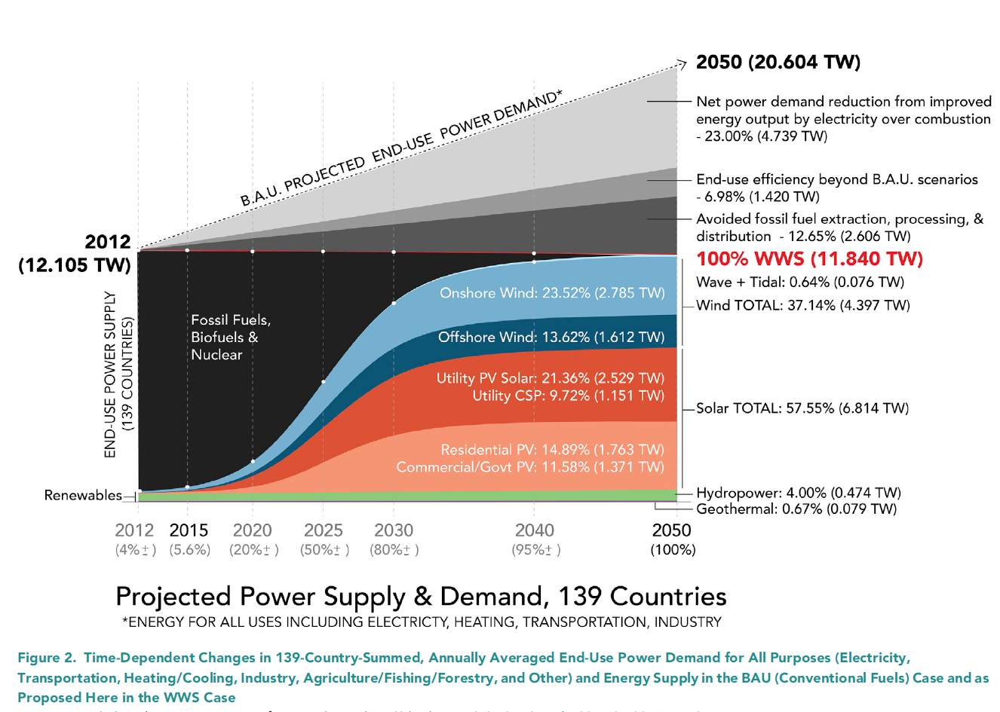 2050 (20.604 TW)
Net power demand reduction from improved
energy output by electricity over combustion
- 23.00% (4.739 TW)
B.A.U. PROJECTED END-USE POWER DEMAND*
End-use efficiency beyond B.A.U. scenarios
- 6.98% (1.420 TW)
Avoided fossil fuel extraction, processing, &
distribution - 12.65% (2.606 TW)
2012
(12.105 TW)
100% WWS (11.840 TW)
Wave + Tidal: 0.64% (0.076 TW)
Wind TOTAL: 37.14% (4.397 TW)
END-USE POWER SUPPLY
(139 COUNTRIES)
Fossil Fuels,
Biofuels &
Nuclear
Onshore Wind: 23.52% (2.785 TW)
Offshore Wind: 13.62% (1.612 TW)
Utility PV Solar: 21.36% (2.529 TW)
Utility CSP: 9.72% (1.151 TW)
Solar TOTAL: 57.55% (6.814 TW)
Residential PV: 14.89% (1.763 TW)
Commercial/Govt PV: 11.58% (1.371 TW)
Renewables
Hydropower: 4.00% (0.474 TW)
Geothermal: 0.67% (0.079 TW)
2012 2015 2020 2025 2030 2040 2050
(4%±) (5.6%) (20%±) (50%±) (80%±) (95%±) (100%)
Projected Power Supply & Demand, 139 Countries
*ENERGY FOR ALL USES INCLUDING ELECTRICTY, HEATING, TRANSPORTATION, INDUSTRY
Figure 2. Time-Dependent Changes in 139-Country-Summed, Annually Averaged End-Use Power Demand for All Purposes (Electricity,
Transportation, Heating/Cooling, Industry, Agriculture/Fishing/Forestry, and Other) and Energy Supply in the BAU (Conventional Fuels) Case and as
Proposed Here in the WWS Case